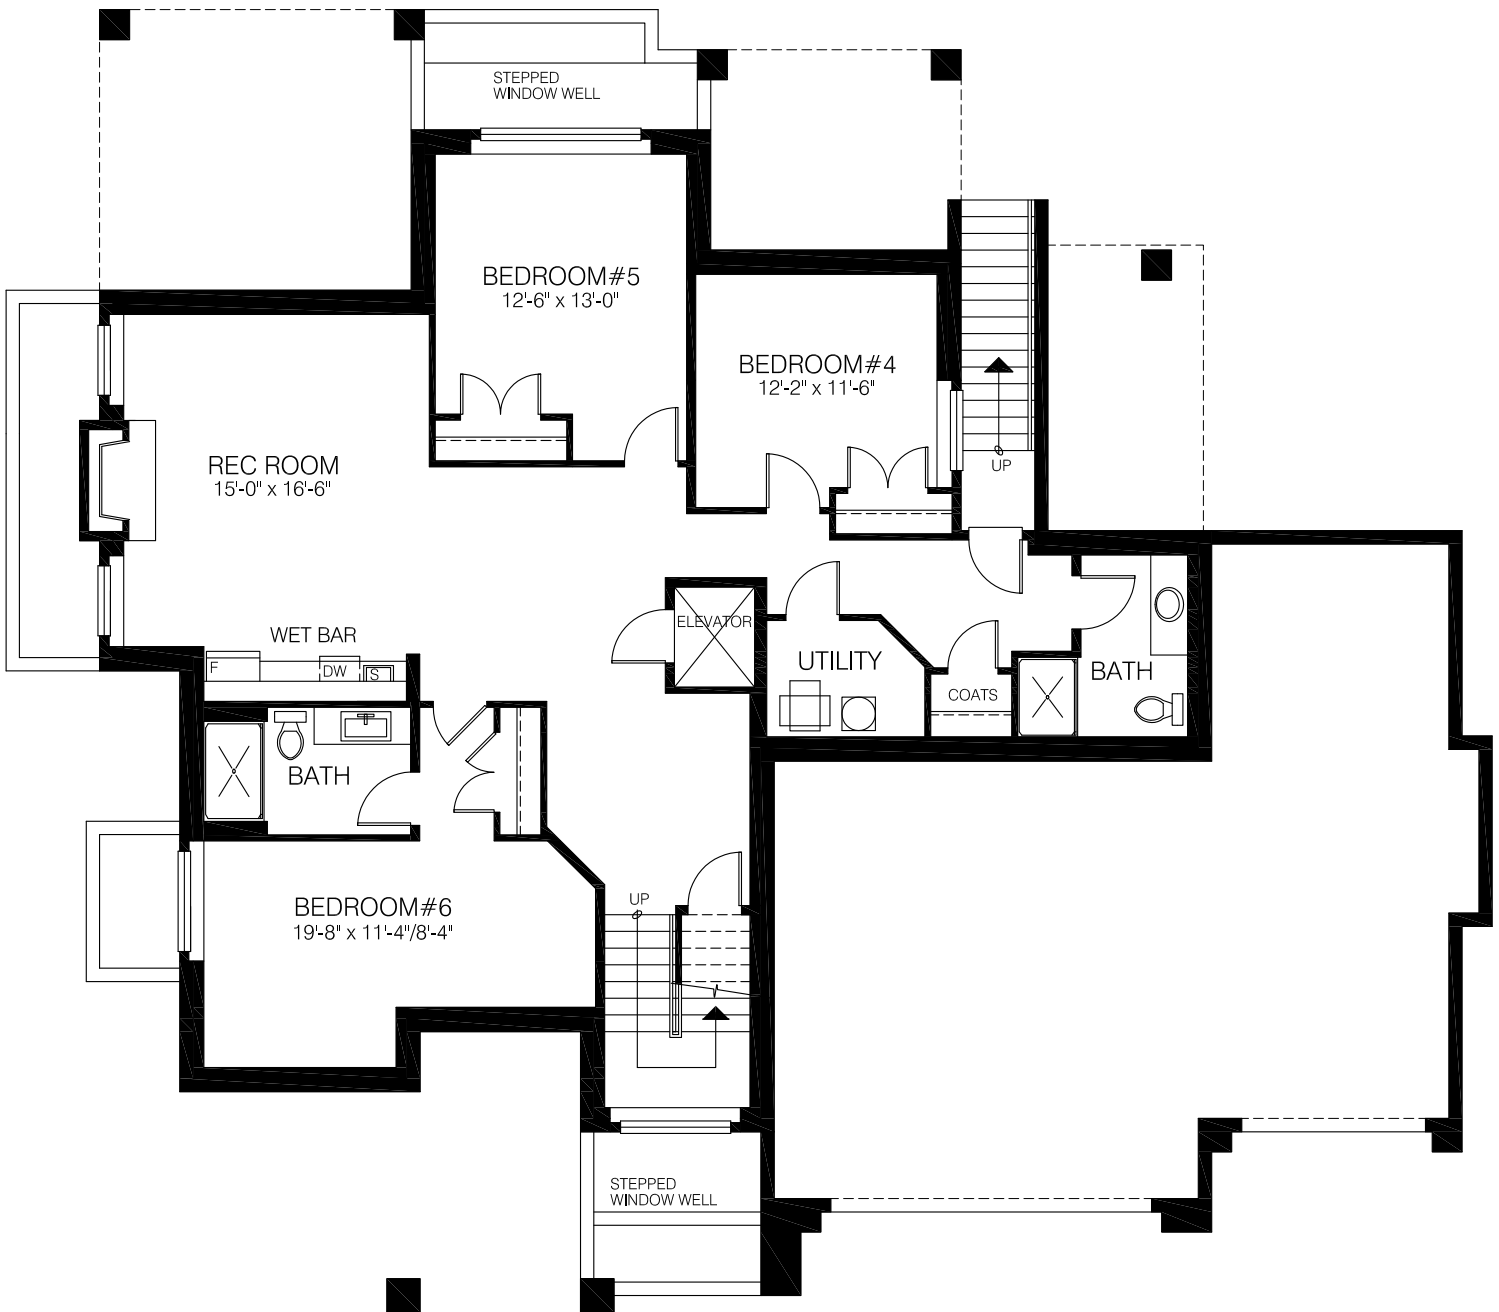 STEPPED
WINDOW WELL
BEDROOM#5
12'-6" x 13'-0"
BEDROOM#4
12'-2" x 11'-6"
UP
REC ROOM
15'-0" x 16'-6"
ELEVATOR
WET BAR
F
DW
S
UTILITY
COATS
BATH
BATH
BEDROOM#6
19'-8" x 11'-4"/8'-4"
UP
STEPPED
WINDOW WELL